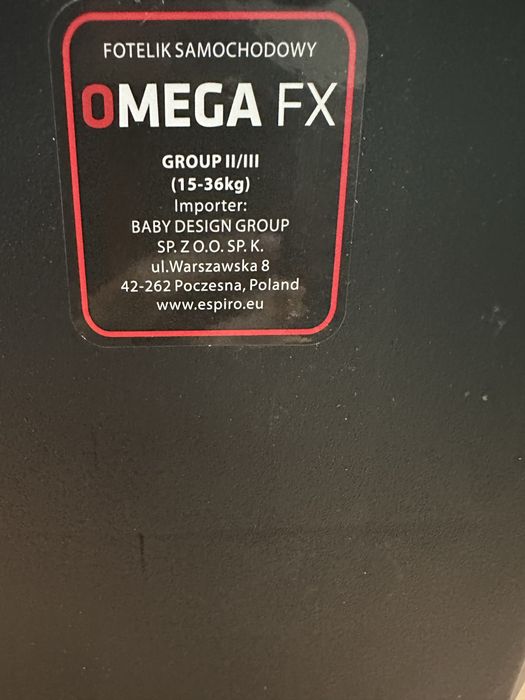 FOTELIK SAMOCHODOWY
OMEGA FX
GROUP II/III
(15-36kg)
Importer:
BABY DESIGN GROUP
SP. Z O.O. SP. K.
ul.Warszawska 8
42-262 Poczesna, Poland
www.espiro.eu